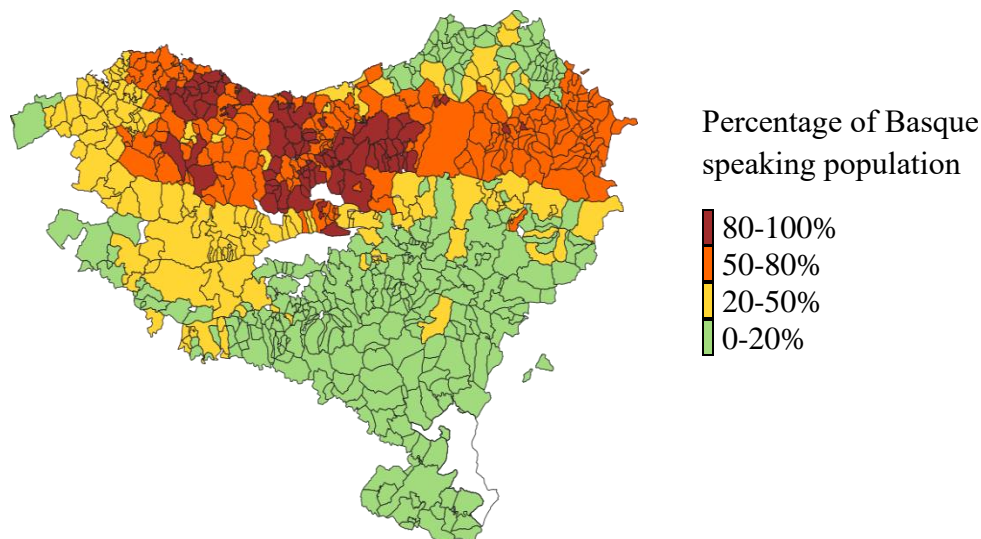 Percentage of Basque
speaking population
80-100%
50-80%
20-50%
0-20%